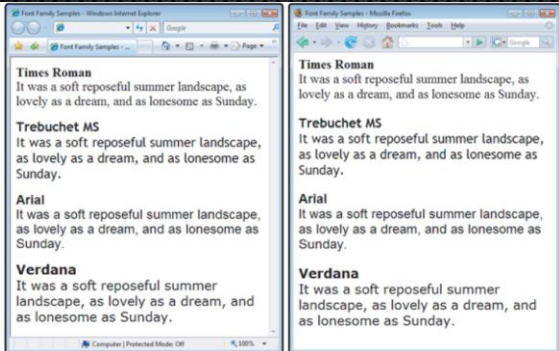 Font Family Samples - Windows Internet Explorer
Google
Font Family Samples - ...
Page
Times Roman
It was a soft reposeful summer landscape, as
lovely as a dream, and as lonesome as Sunday.
Trebuchet MS
It was a soft reposeful summer landscape,
as lovely as a dream, and as lonesome as
Sunday.
Arial
It was a soft reposeful summer landscape,
as lovely as a dream, and as lonesome as
Sunday.
Verdana
It was a soft reposeful summer
landscape, as lovely as a dream, and
as lonesome as Sunday.
Computer | Protected Mode: Off
100%
Font Family Samples - Mozilla Firefox
File Edit View History Bookmarks Tools Help
Google
Times Roman
It was a soft reposeful summer landscape, as
lovely as a dream, and as lonesome as Sunday.
Trebuchet MS
It was a soft reposeful summer landscape,
as lovely as a dream, and as lonesome as
Sunday.
Arial
It was a soft reposeful summer landscape,
as lovely as a dream, and as lonesome as
Sunday.
Verdana
It was a soft reposeful summer
landscape, as lovely as a dream, and
as lonesome as Sunday.